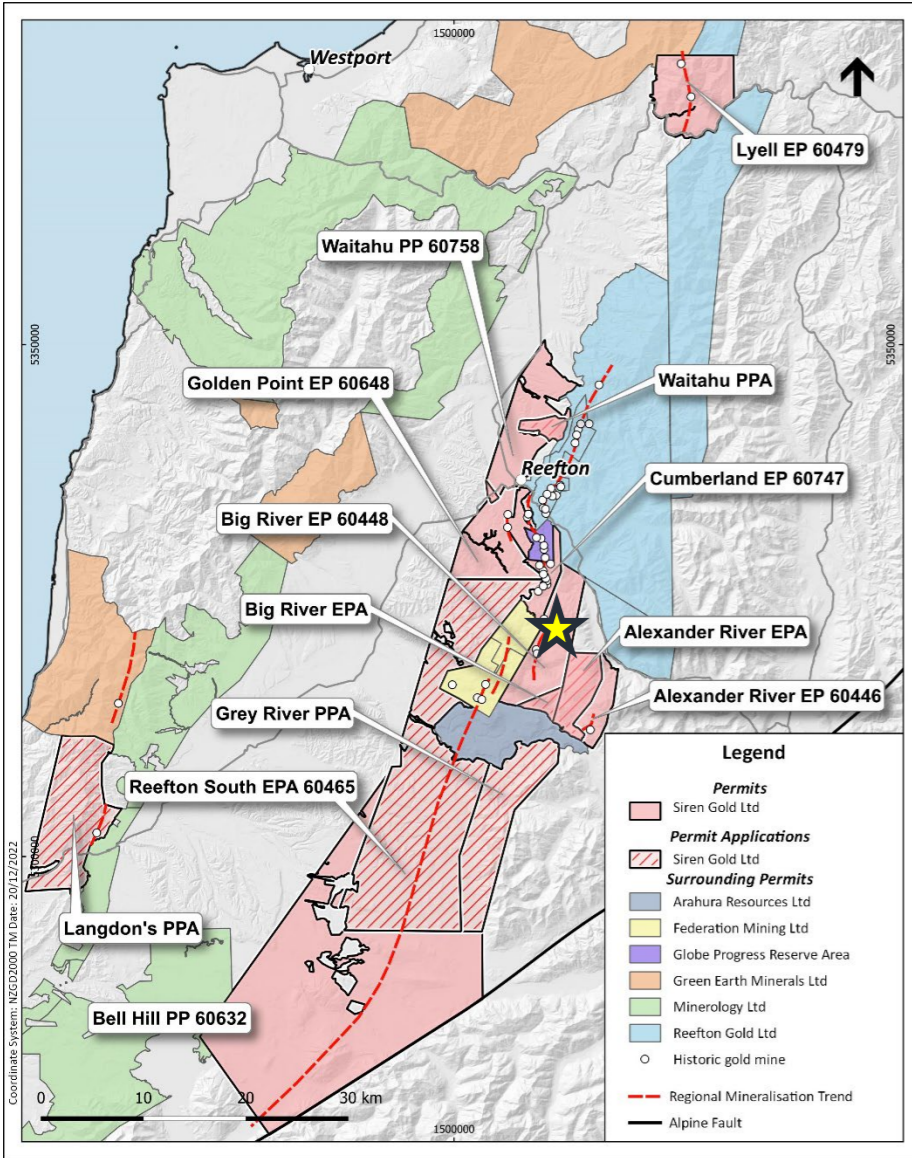 1500000
Westport
Lyell EP 60479
Waitahu PP 60758
5350000
5350000
Golden Point EP 60648
Waitahu PPA
Reefton
Cumberland EP 60747
Big River EP 60448
Big River EPA
Alexander River EPA
Grey River PPA
Alexander River EP 60446
Reefton South EPA 60465
5300000
Langdon's PPA
Bell Hill PP 60632
Coordinate System: NZGD2000 TM Date: 20/12/2022
0 10 20 30 km
1500000
Legend
Permits
Siren Gold Ltd
Permit Applications
Siren Gold Ltd
Surrounding Permits
Arahura Resources Ltd
Federation Mining Ltd
Globe Progress Reserve Area
Green Earth Minerals Ltd
Minerology Ltd
Reefton Gold Ltd
Historic gold mine
Regional Mineralisation Trend
Alpine Fault